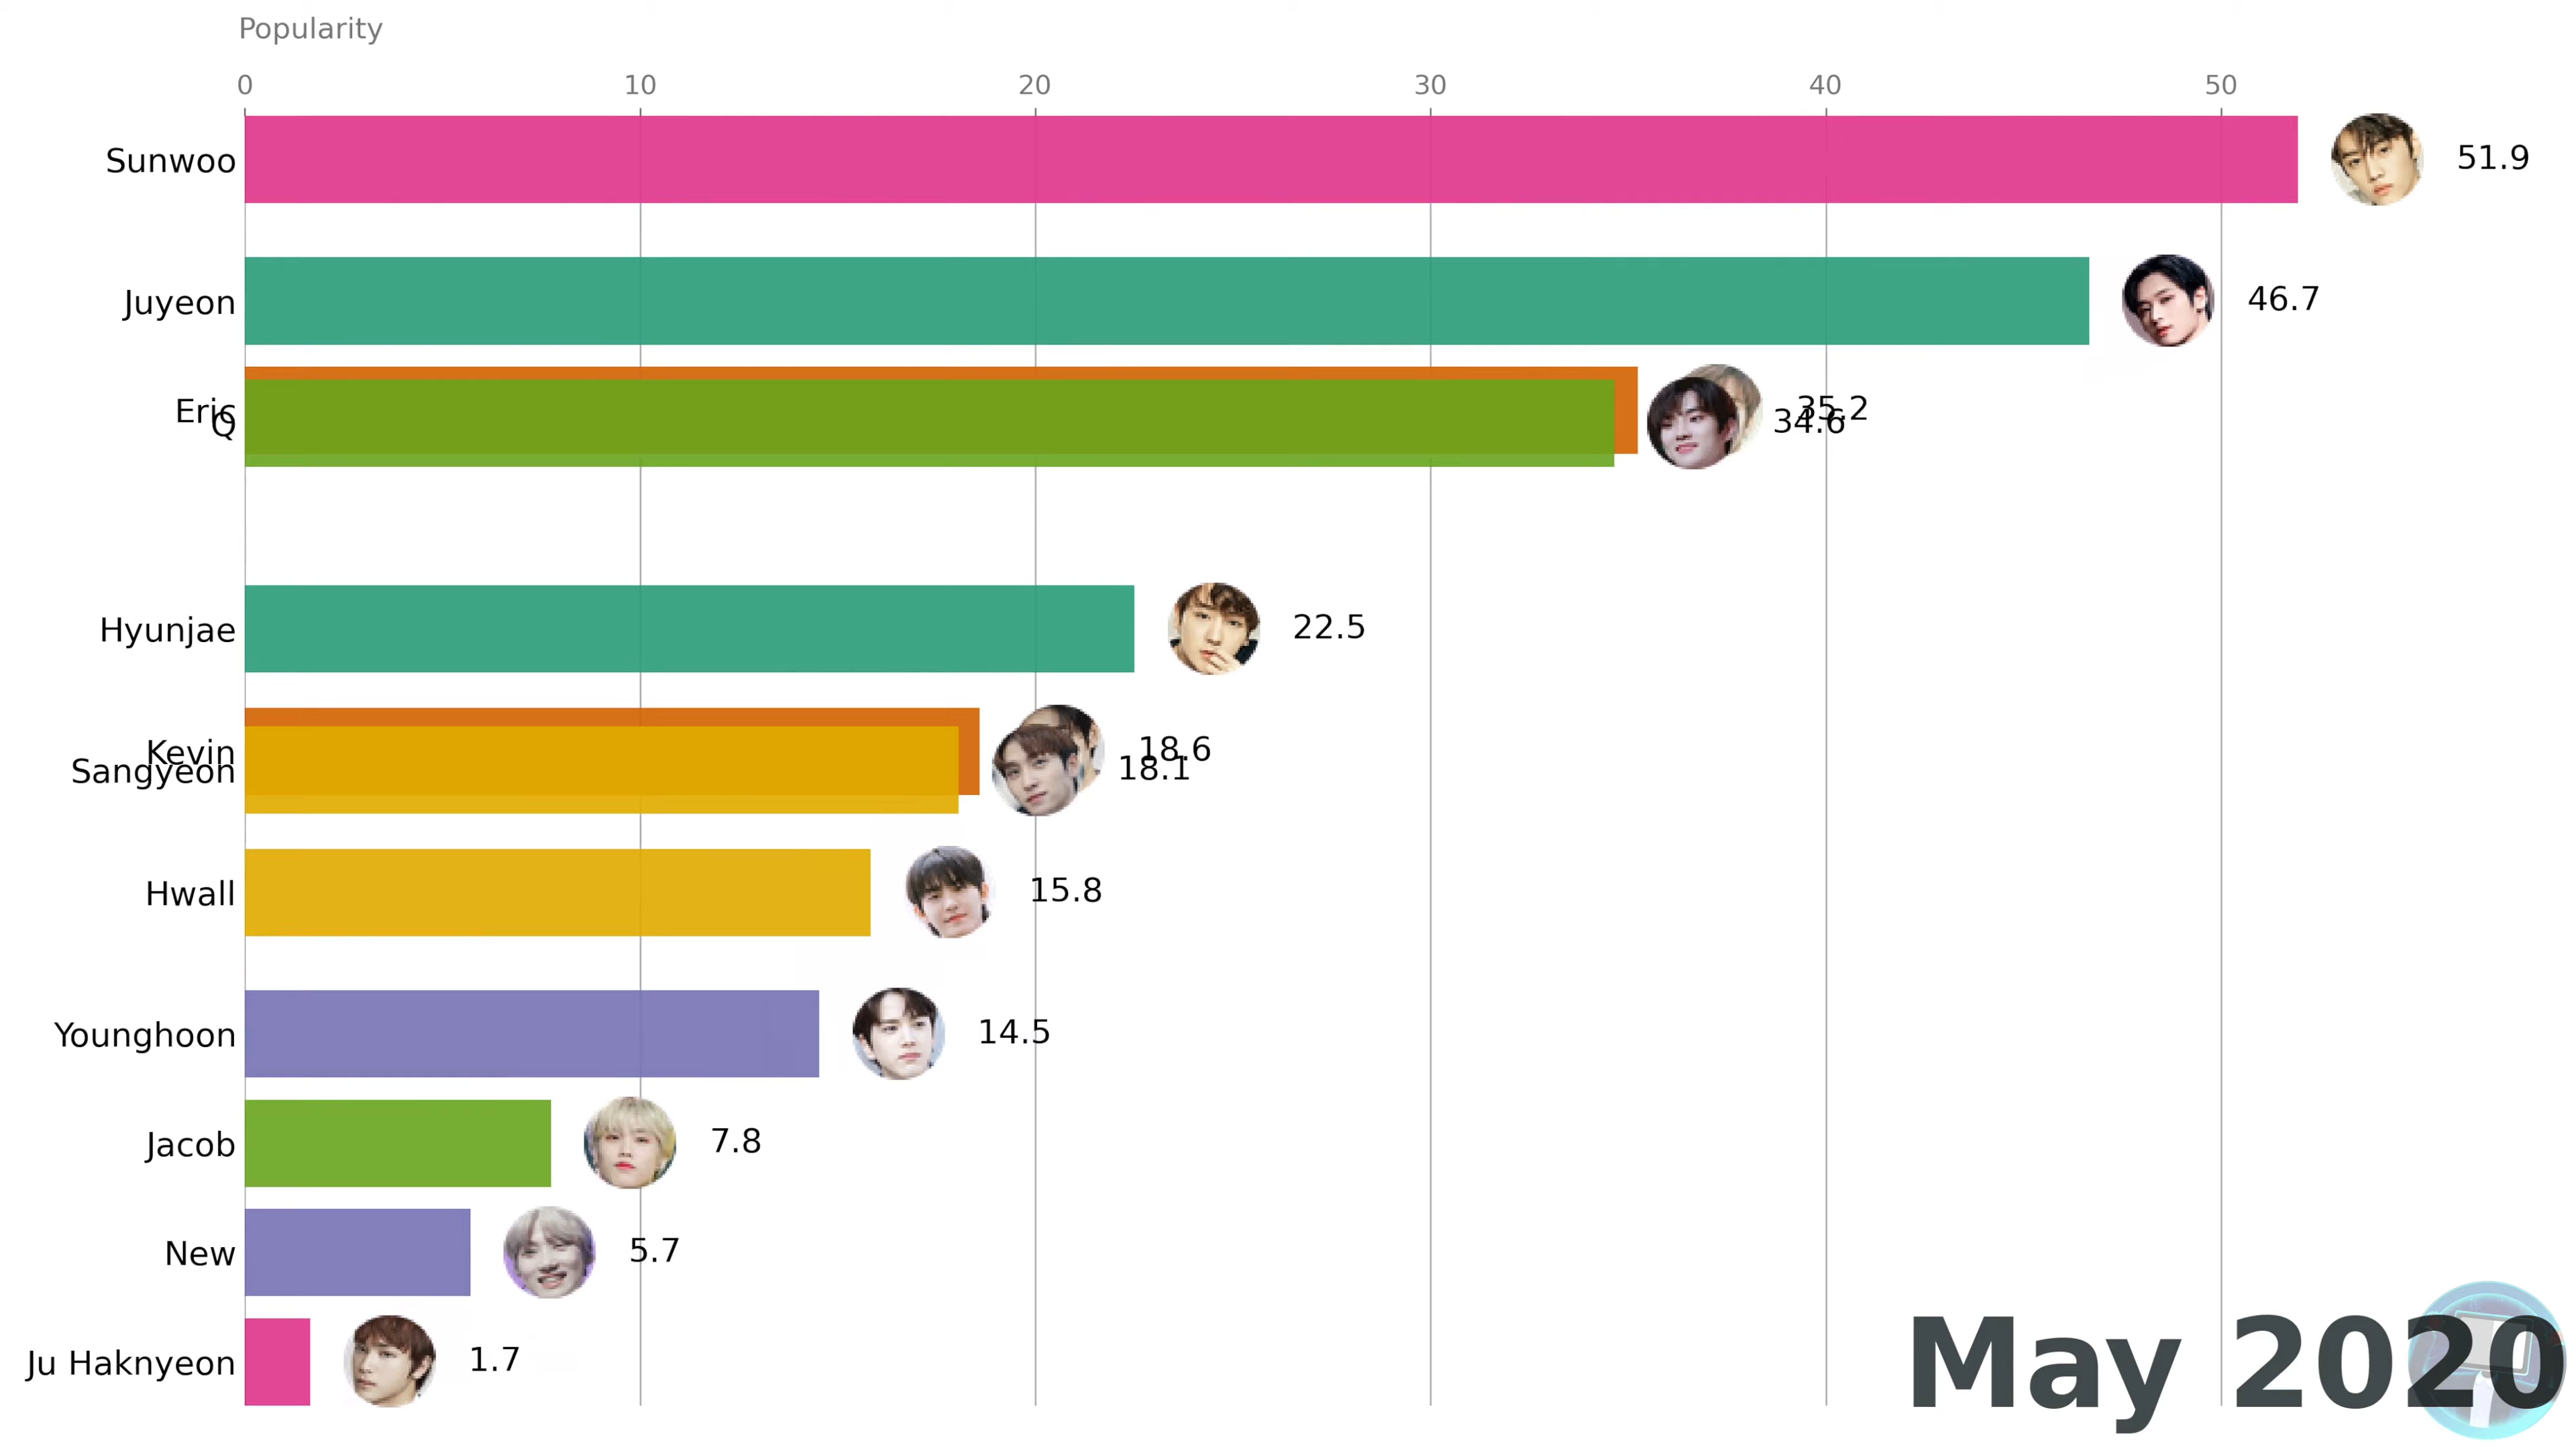 Popularity
0 10 20 30 40 50
Sunwoo 51.9
Juyeon 46.7
Eric 35.2
Q 34.6
Hyunjae 22.5
Kevin 18.6
Sangyeon 18.1
Hwall 15.8
Younghoon 14.5
Jacob 7.8
New 5.7
Ju Haknyeon 1.7
May 2020